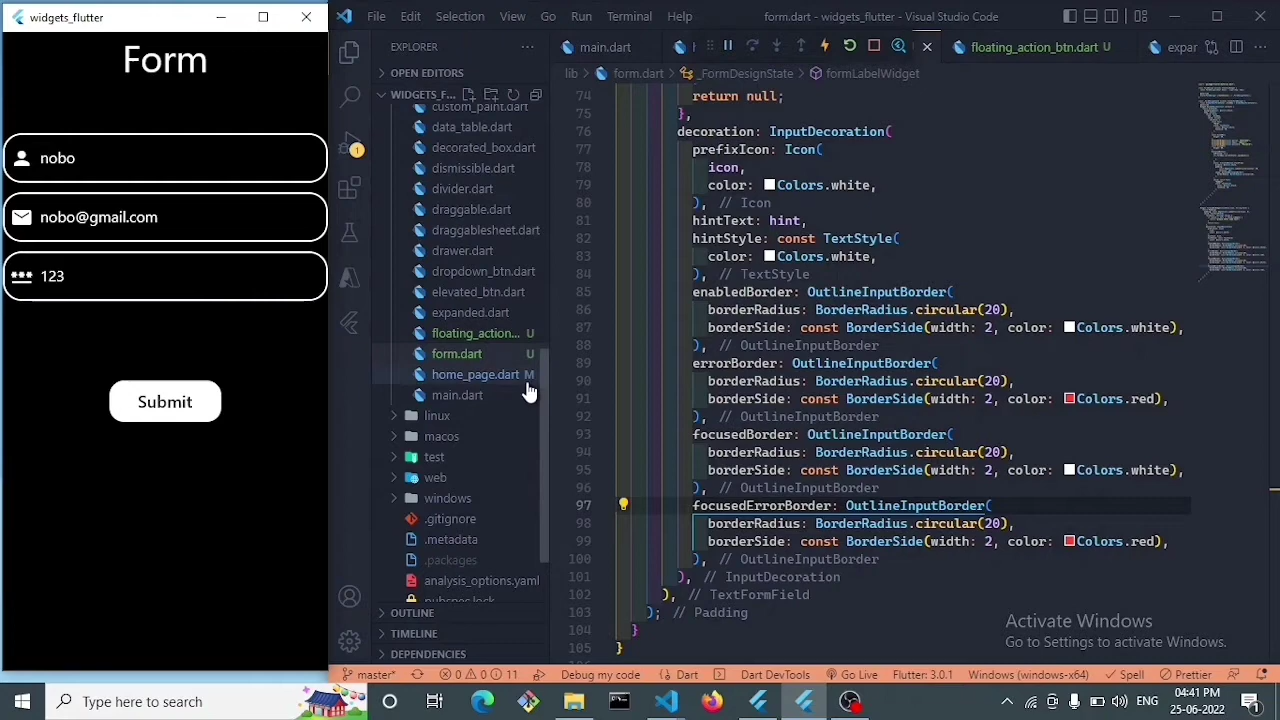 widgets_flutter
Form
nobo
nobo@gmail.com
123
Submit
File Edit Go Run Terminal Help
form.dart - widgets_flutter - Visual Studio Code
EXPLORER
main.dart
floating_action_btn.dart U
expar
lib > form.dart > _FormDesignState > formLabelWidget
OPEN EDITORS
WIDGETS_F...
custom_paint.dart
data_table.dart
decorated_box.dart
demissible.dart
divider.dart
dragable.dart
draggablesheet.dart
drawer.dart
dropdown_btn.dart
elevated_btn.dart
expanded.dart
floating_action... U
form.dart U
home_page.dart M
main.dart
linux
macos
test
web
windows
.gitignore
.metadata
.packages
analysis_options.yaml
pubspec.lock
OUTLINE
TIMELINE
DEPENDENCIES
74 return null;
75 },
76 decoration: InputDecoration(
77 prefixIcon: Icon(
78 icon,
79 color: Colors.white,
80 ), // Icon
81 hintText: hint,
82 hintStyle: const TextStyle(
83 color: Colors.white,
84 ), // TextStyle
85 enabledBorder: OutlineInputBorder(
86 borderRadius: BorderRadius.circular(20),
87 borderSide: const BorderSide(width: 2, color: Colors.white),
88 ), // OutlineInputBorder
89 errorBorder: OutlineInputBorder(
90 borderRadius: BorderRadius.circular(20),
91 borderSide: const BorderSide(width: 2, color: Colors.red),
92 ), // OutlineInputBorder
93 focusedBorder: OutlineInputBorder(
94 borderRadius: BorderRadius.circular(20),
95 borderSide: const BorderSide(width: 2, color: Colors.white),
96 ), // OutlineInputBorder
97 focusedErrorBorder: OutlineInputBorder(
98 borderRadius: BorderRadius.circular(20),
99 borderSide: const BorderSide(width: 2, color: Colors.red),
100 ), // OutlineInputBorder
101 ), // InputDecoration
102 ), // TextFormField
103 ); // Padding
104 }
105 }
Activate Windows
Go to Settings to activate Windows.
master* 0 0 11 Debug my code Dart Dart DevTools Go Live Flutter: 3.0.1 Windows (windows-x64) Spell Prettier
Type here to search
ENG
04:41 PM
25-06-2022
1